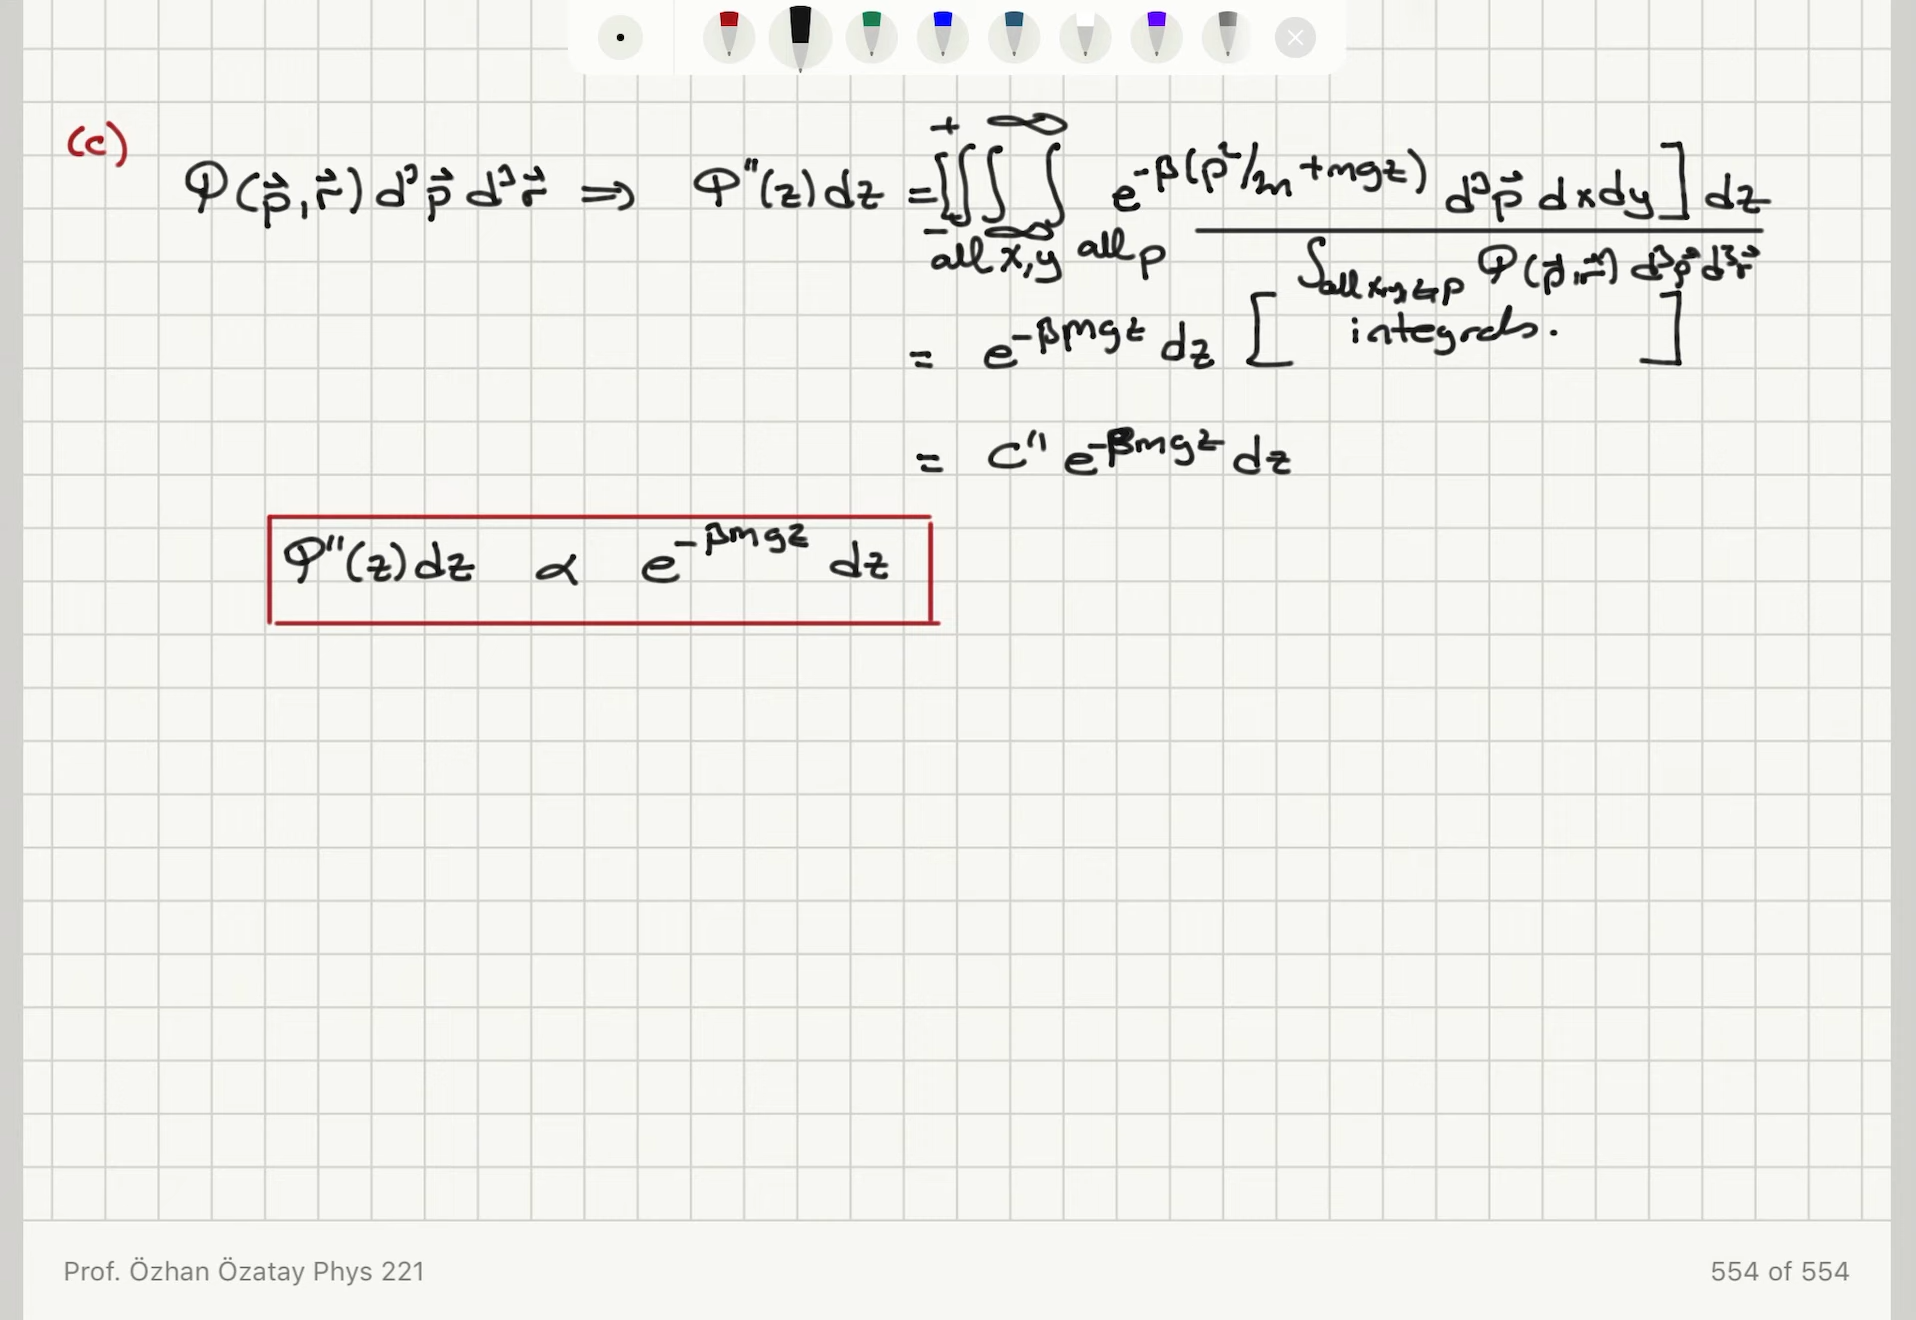 (c)
P(p⃗, r⃗) d³p⃗ d³r⃗ ⇒ P''(z) dz = [∫∫∫ e^{-β(p²/2m + mgz)} d³p⃗ dx dy] dz
+ ∞
- ∞
all x,y all p
∫ all x,y,z,p P(p⃗, r⃗) d³p⃗ d³r⃗
= e^{-βmgz} dz [ integrals. ]
= C'' e^{-βmgz} dz
P''(z) dz ∝ e^{-βmgz} dz
Prof. Özhan Özatay Phys 221
554 of 554